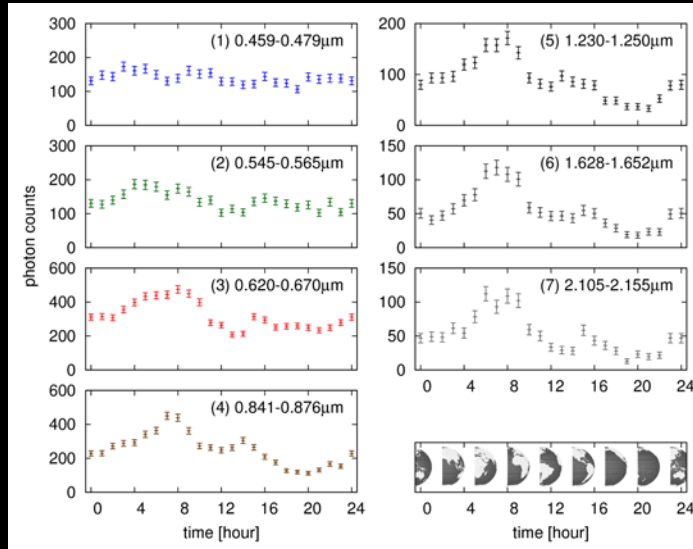 photon counts
(1) 0.459-0.479μm
300
200
100
0
(2) 0.545-0.565μm
300
200
100
0
(3) 0.620-0.670μm
600
400
200
0
(4) 0.841-0.876μm
600
400
200
0
0 4 8 12 16 20 24
time [hour]
(5) 1.230-1.250μm
200
100
0
(6) 1.628-1.652μm
150
100
50
0
(7) 2.105-2.155μm
150
100
50
0
0 4 8 12 16 20 24
0 4 8 12 16 20 24
time [hour]